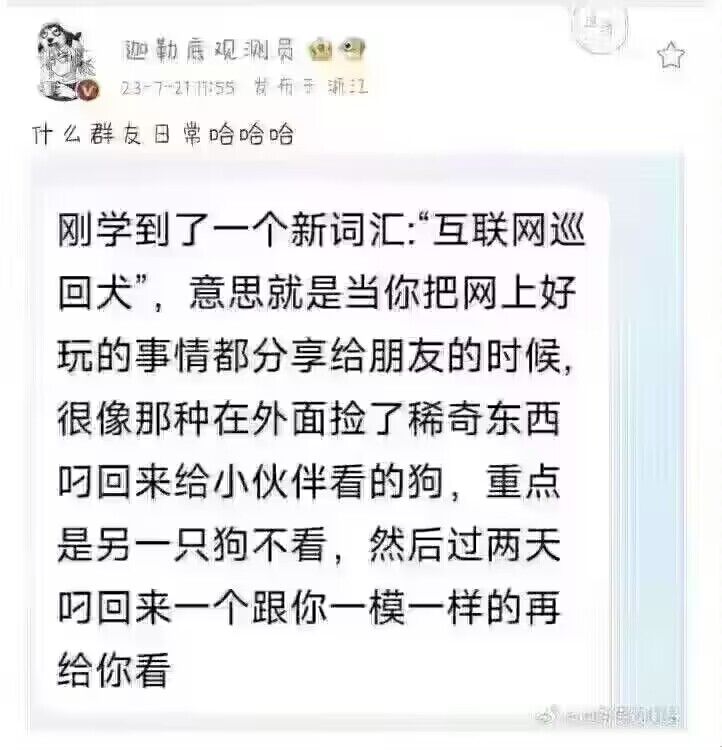 迦勒底观测员
23-7-21 11:55 发布于 浙江
什么群友日常哈哈哈
刚学到了一个新词汇:“互联网巡
回犬”，意思就是当你把网上好
玩的事情都分享给朋友的时候,
很像那种在外面捡了稀奇东西
叼回来给小伙伴看的狗，重点
是另一只狗不看，然后过两天
叼回来一个跟你一模一样的再
给你看